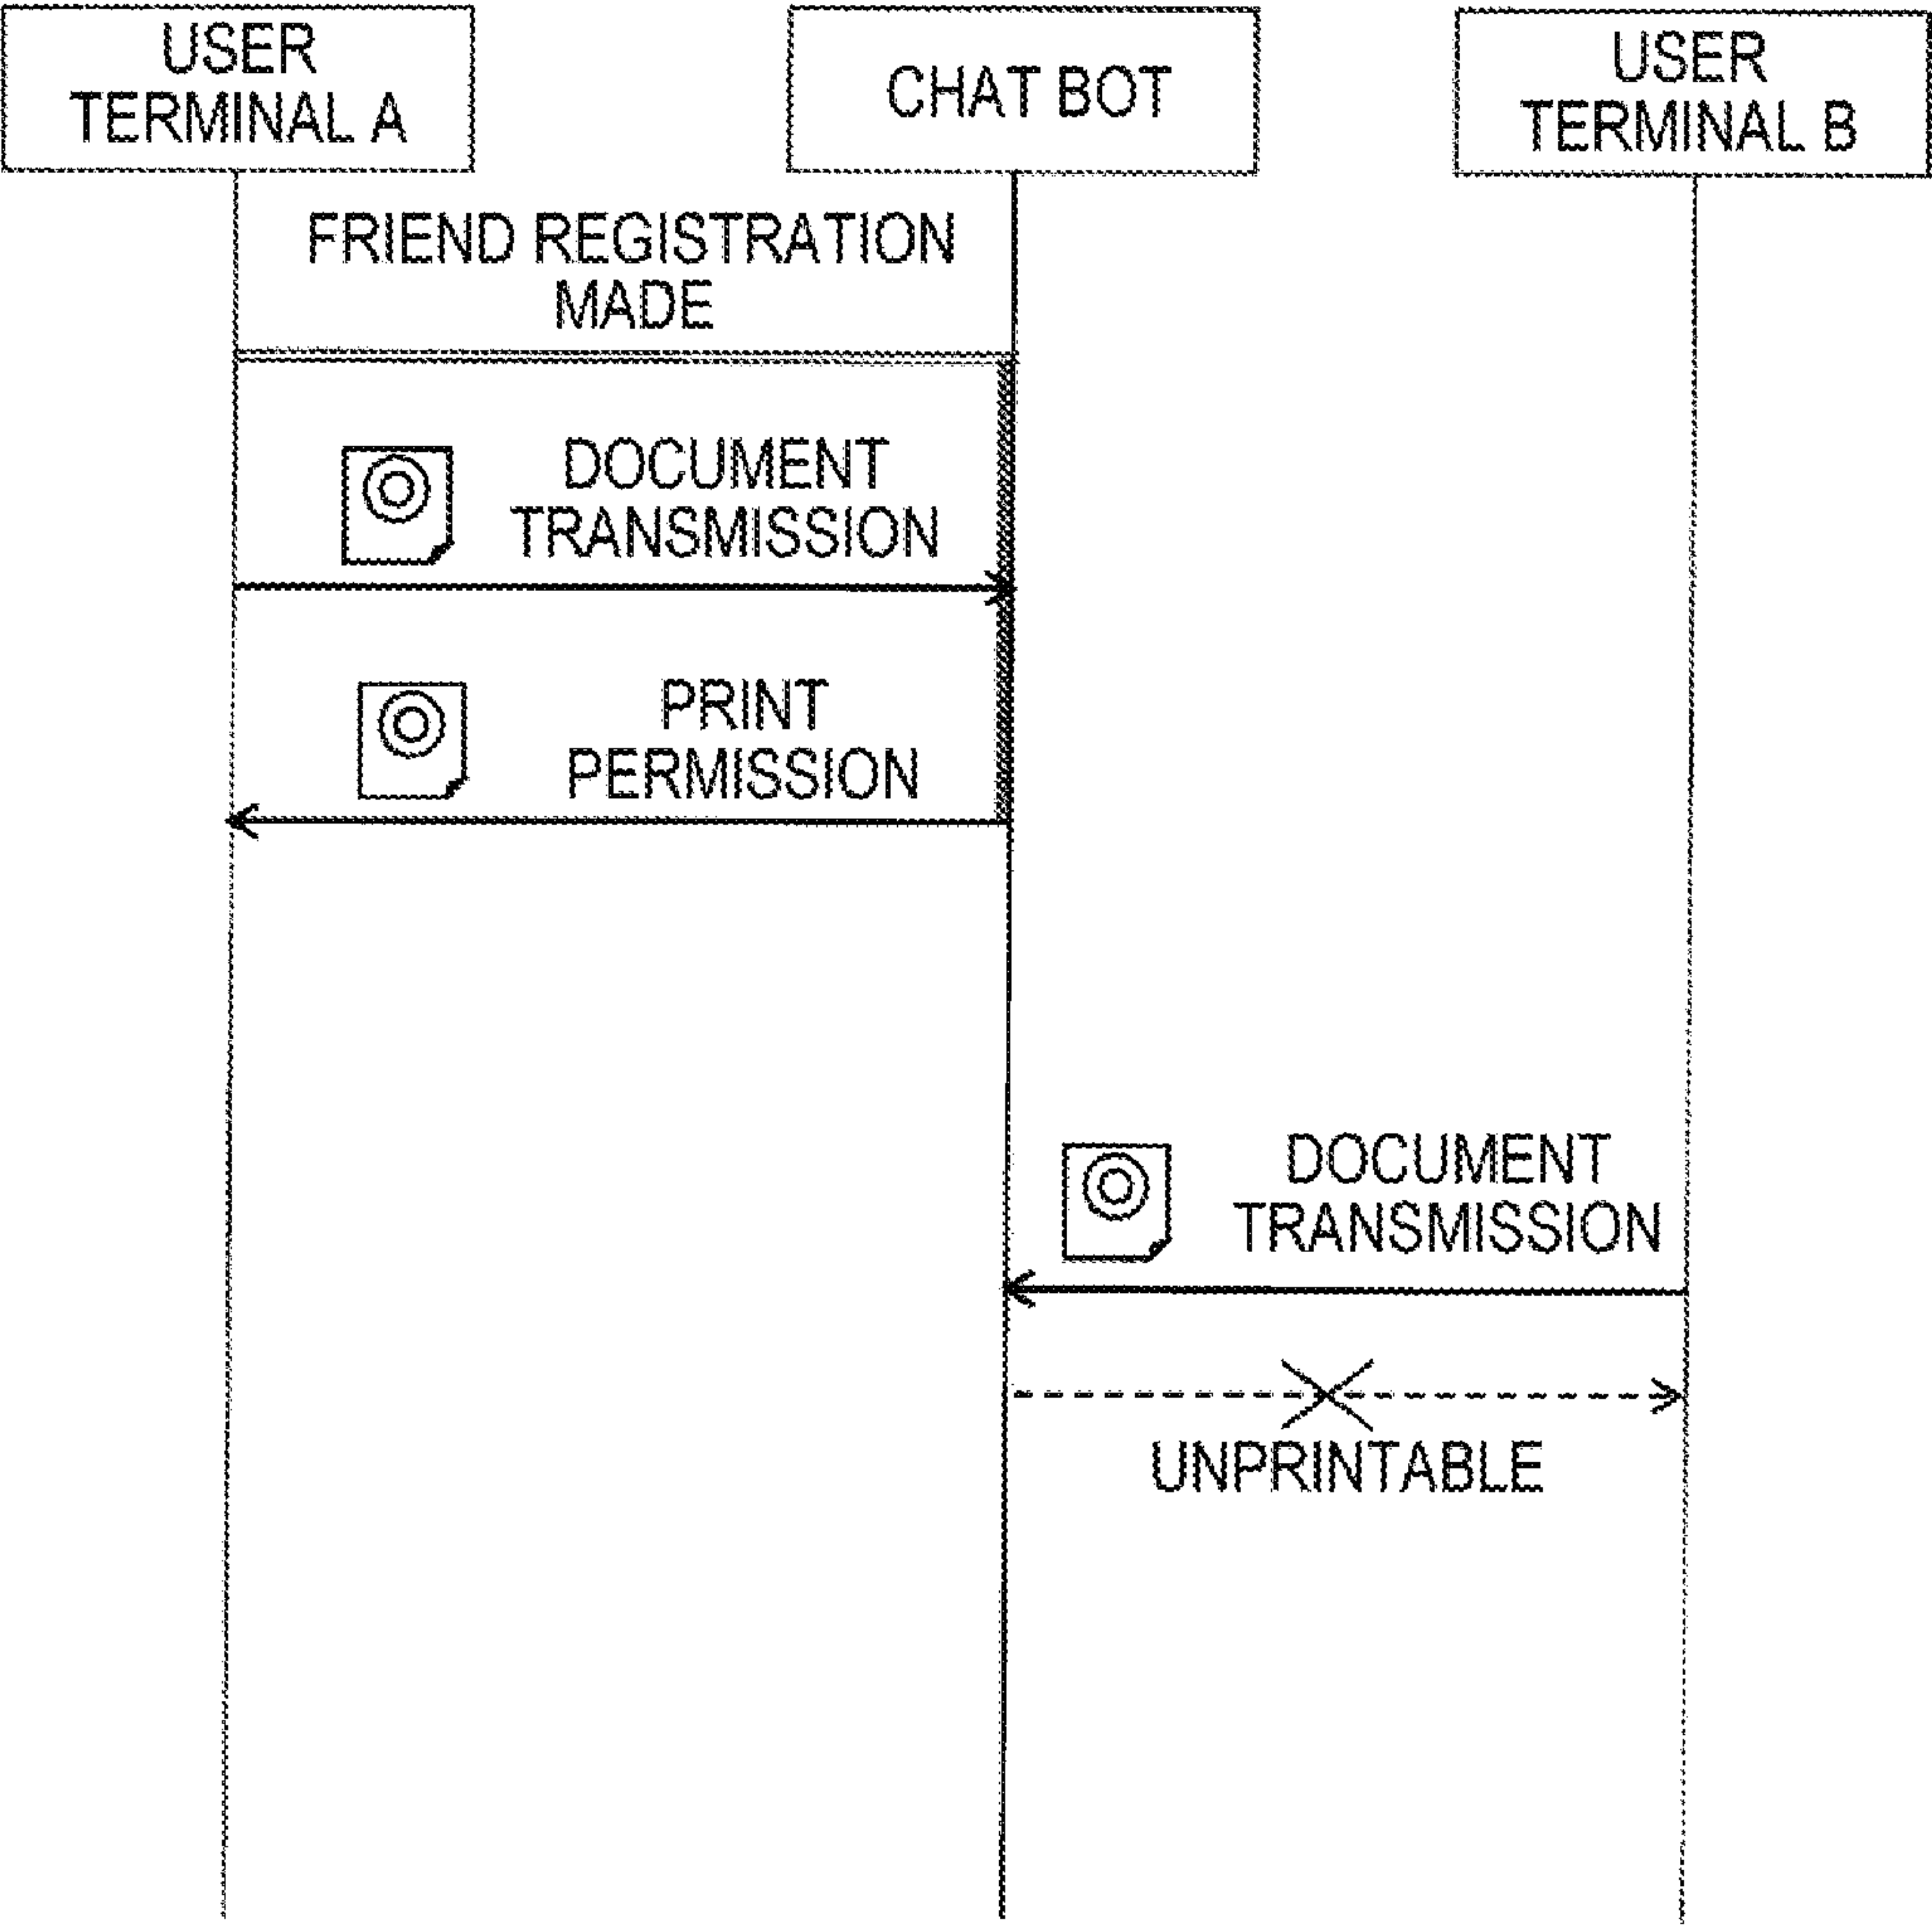 USER
TERMINAL A
CHAT BOT
USER
TERMINAL B
FRIEND REGISTRATION
MADE
DOCUMENT
TRANSMISSION
PRINT
PERMISSION
DOCUMENT
TRANSMISSION
UNPRINTABLE